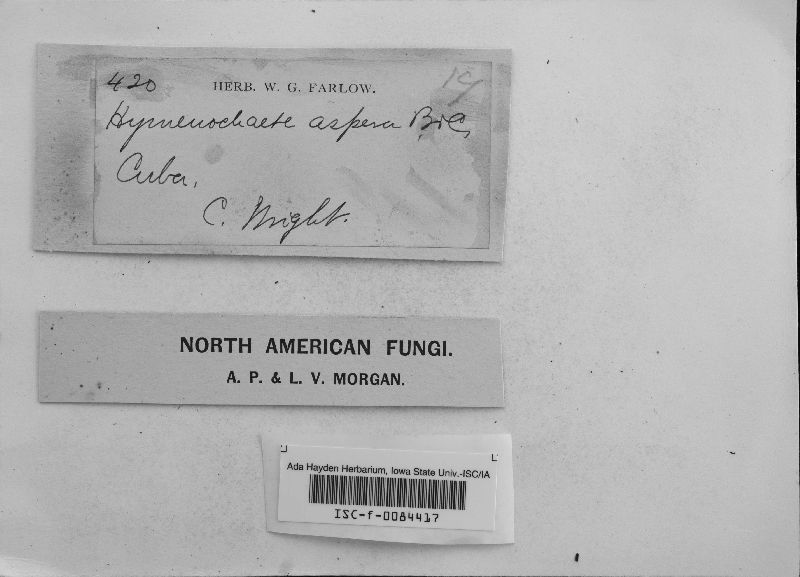 420 HERB. W. G. FARLOW.
Hymenochaete aspera B&C,
Cuba,
C. Wright.
NORTH AMERICAN FUNGI.
A. P. & L. V. MORGAN.
Ada Hayden Herbarium, Iowa State Univ.-ISC/IA
ISC-f-0084417